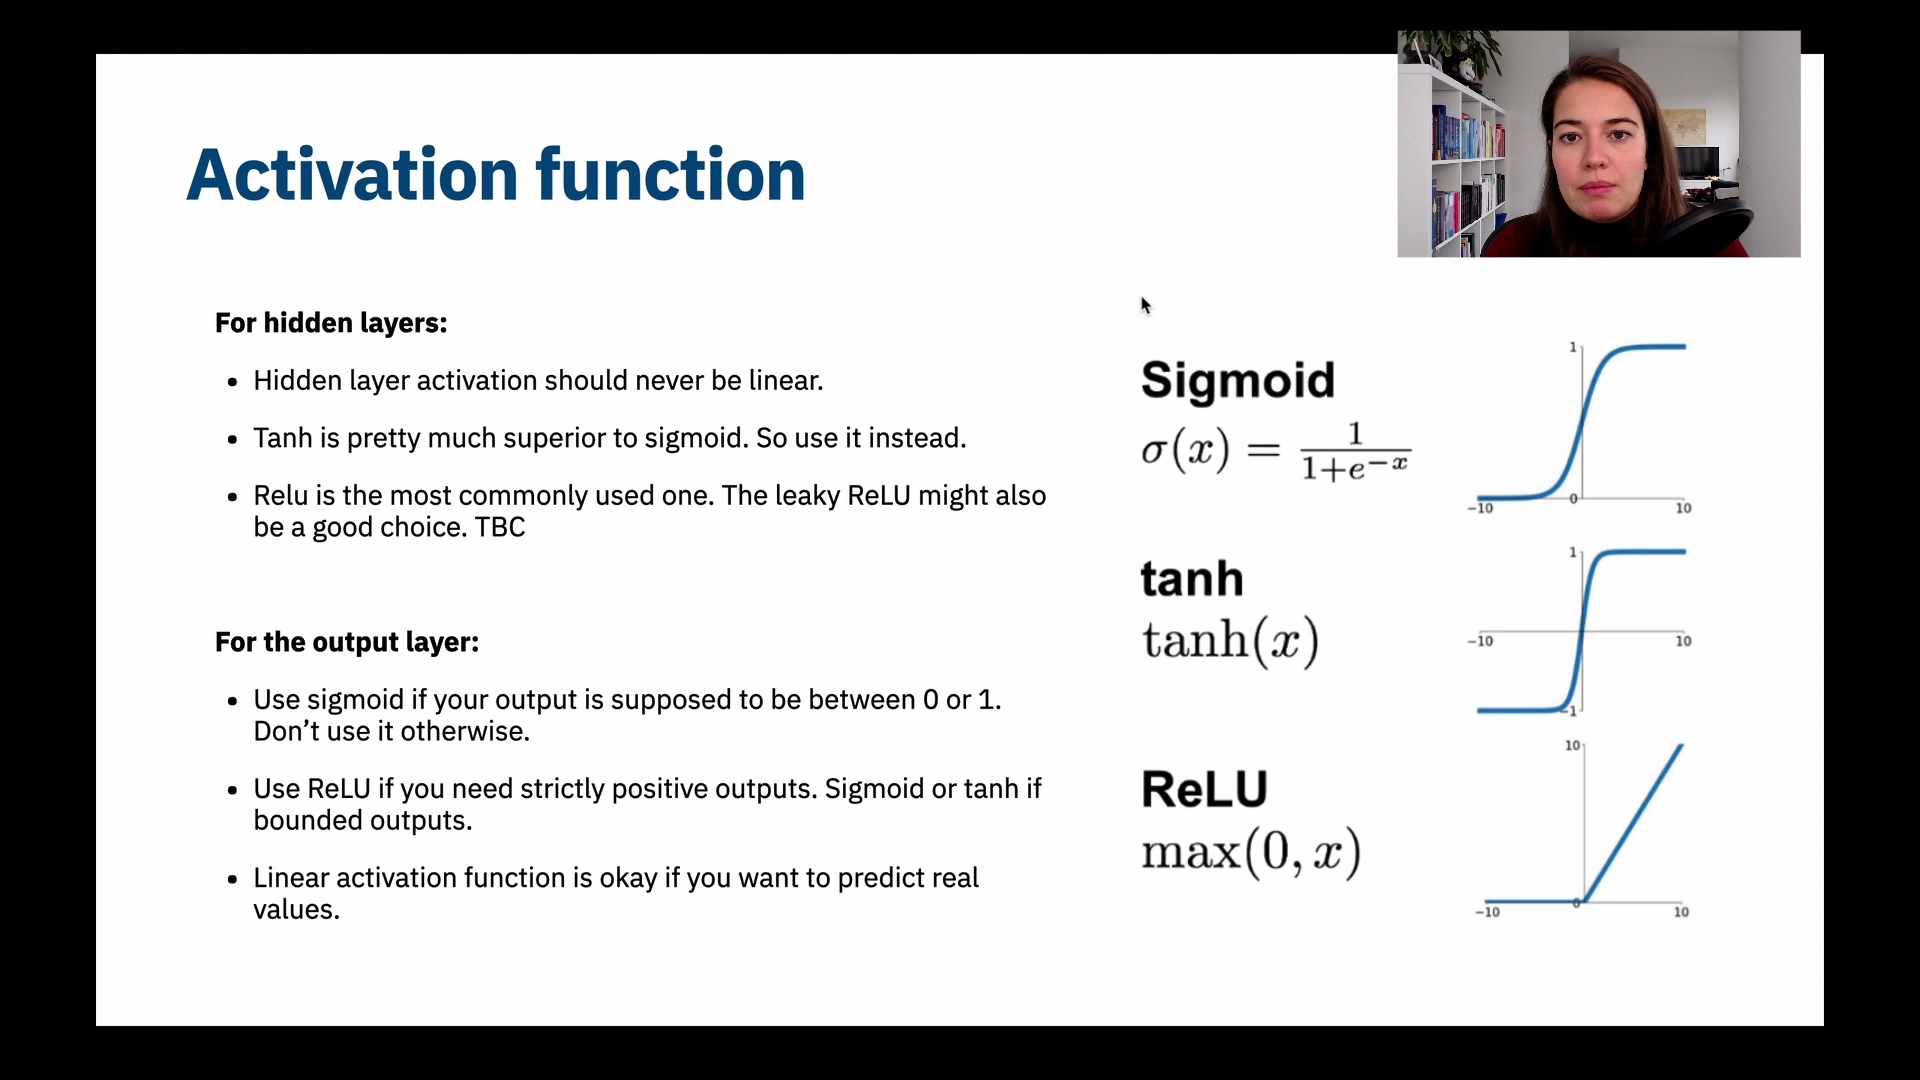 Activation function
For hidden layers:
• Hidden layer activation should never be linear.
• Tanh is pretty much superior to sigmoid. So use it instead.
• Relu is the most commonly used one. The leaky ReLU might also
be a good choice. TBC
For the output layer:
• Use sigmoid if your output is supposed to be between 0 or 1.
Don’t use it otherwise.
• Use ReLU if you need strictly positive outputs. Sigmoid or tanh if
bounded outputs.
• Linear activation function is okay if you want to predict real
values.
Sigmoid
σ(x) = 1/(1+e^−x)
1
0
−10 10
tanh
tanh(x)
1
−10 10
−1
ReLU
max(0, x)
10
0
−10 10